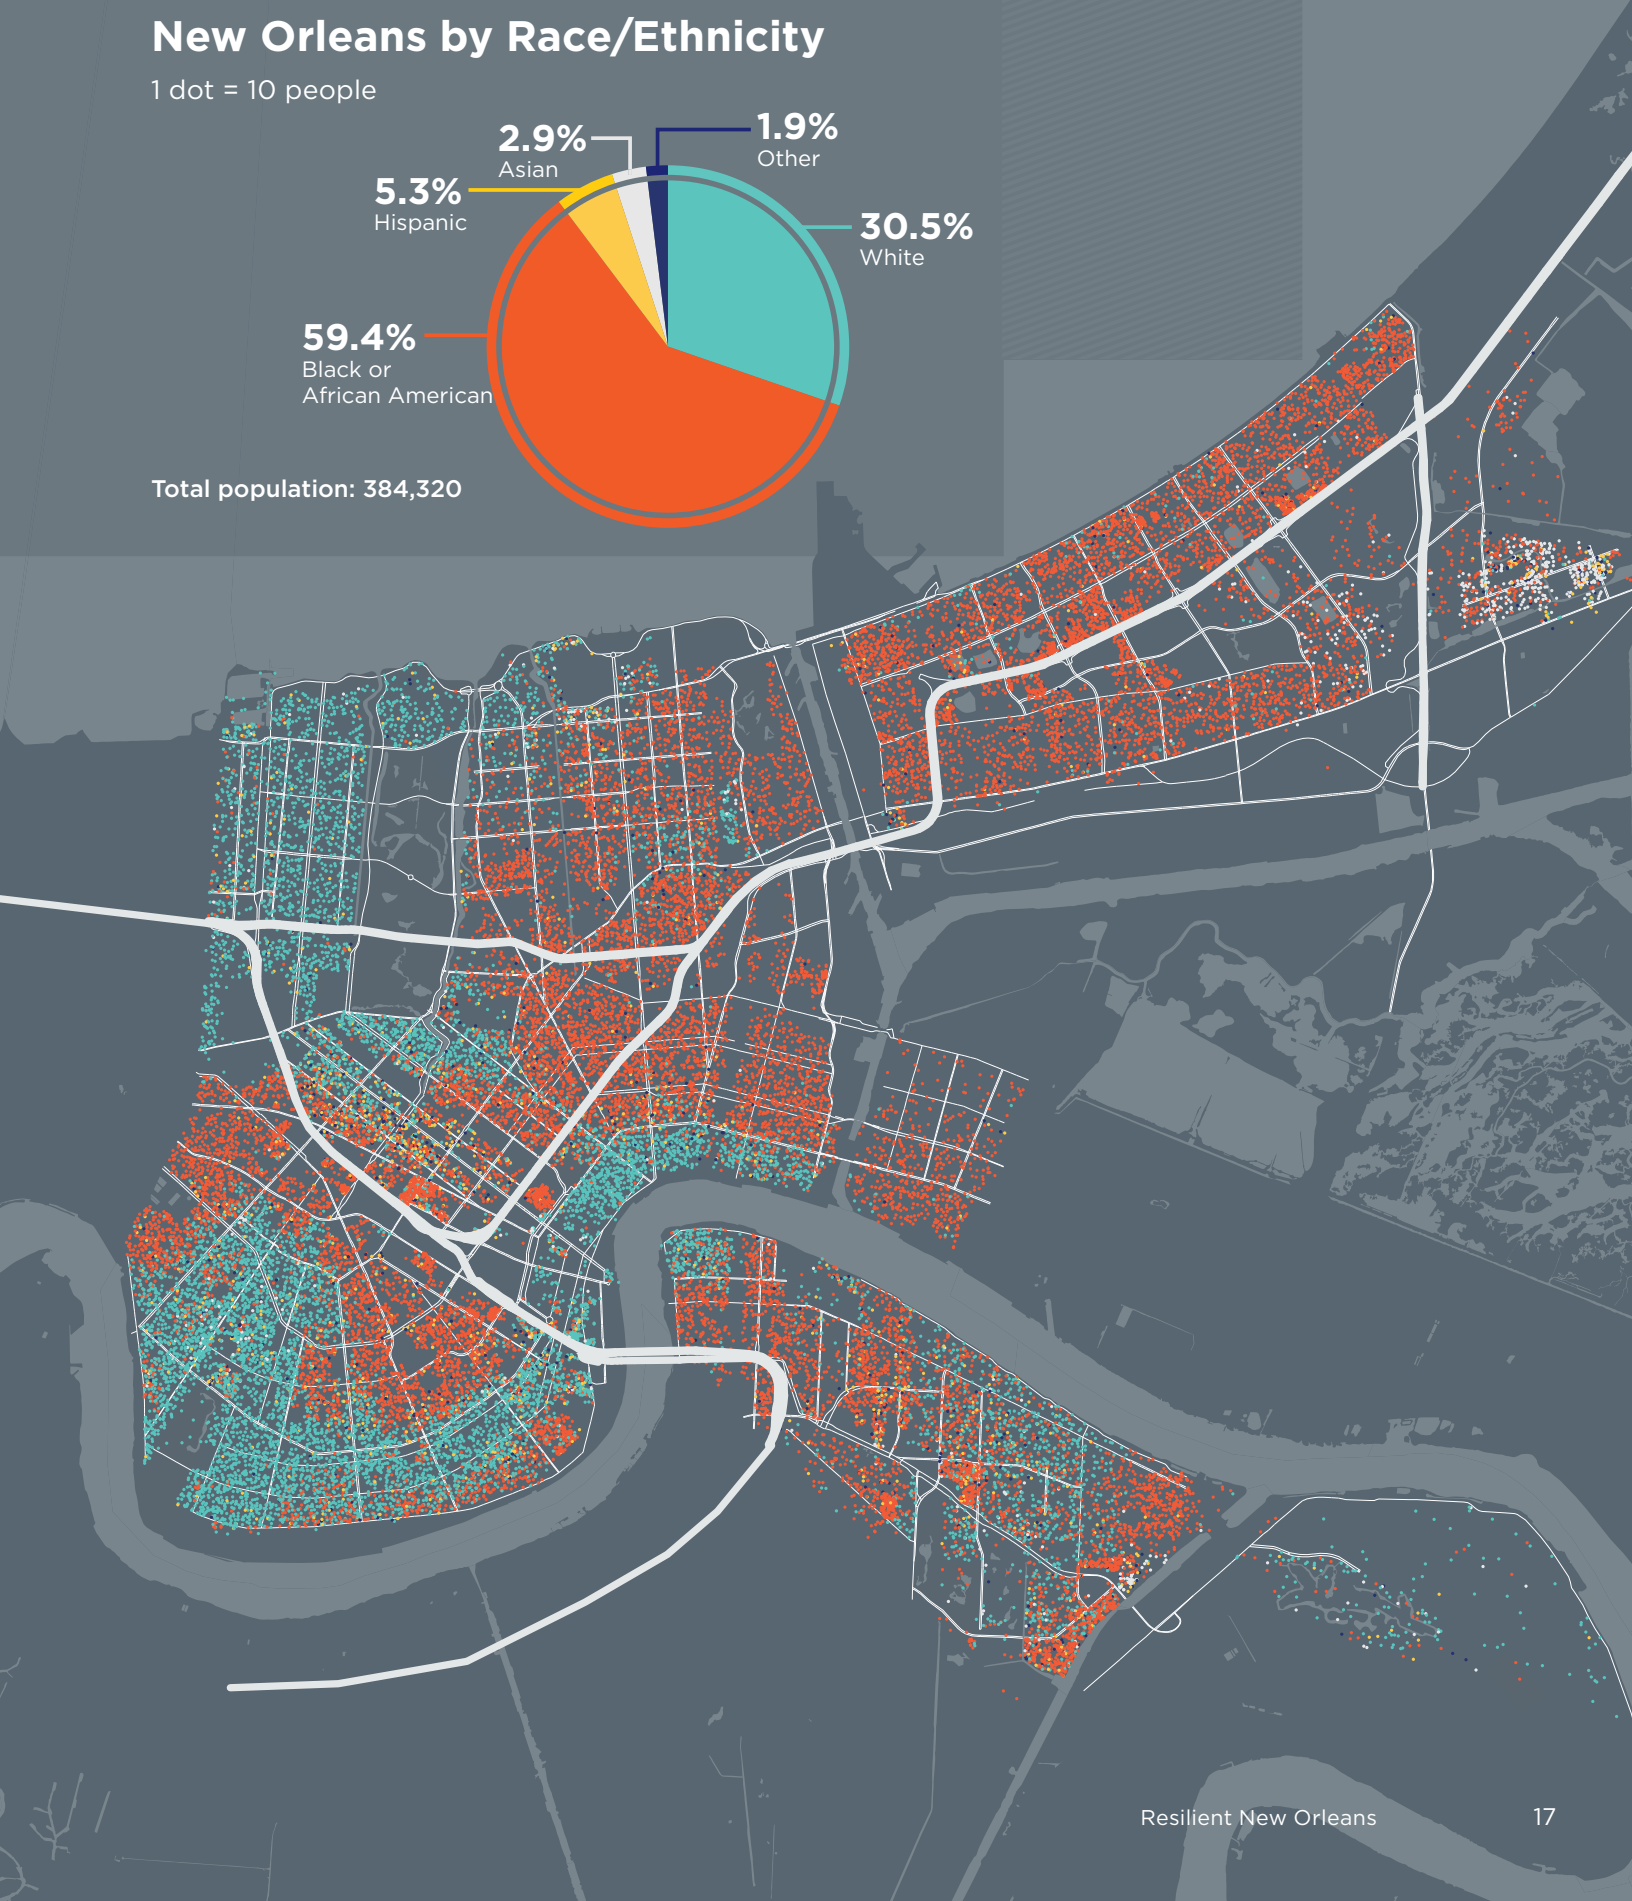 New Orleans by Race/Ethnicity
1 dot = 10 people
2.9%
Asian
1.9%
Other
5.3%
Hispanic
30.5%
White
59.4%
Black or
African American
Total population: 384,320
Resilient New Orleans
17